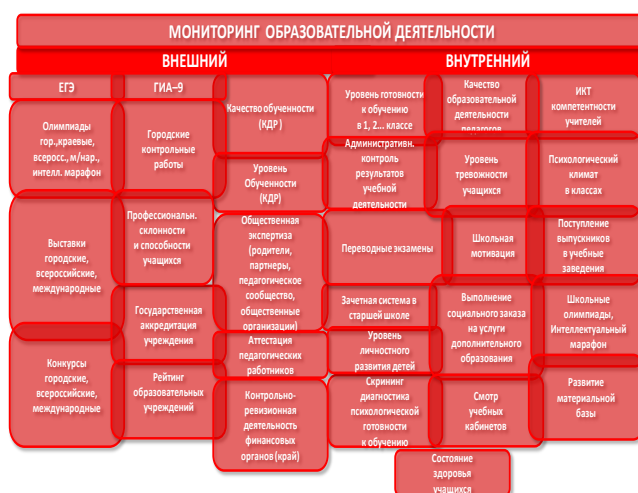 МОНИТОРИНГ ОБРАЗОВАТЕЛЬНОЙ ДЕЯТЕЛЬНОСТИ
ВНЕШНИЙ
ВНУТРЕННИЙ
ЕГЭ
Олимпиады
гор.,краевые,
всеросс., м/нар.,
интелл. марафон
Выставки
городские,
всероссийские,
международные
Конкурсы
городские,
всероссийские,
международные
ГИА–9
Городские
контрольные
работы
Профессиональн.
склонности
и способности
учащихся
Государственная
аккредитация
учреждения
Рейтинг
образовательных
учреждений
Качество обученности
(КДР )
Уровень
Обученности
(КДР)
Общественная
экспертиза
(родители,
партнеры,
педагогическое
сообщество,
общественные
организации)
Аттестация
педагогических
работников
Контрольно-
ревизионная
деятельность
финансовых
органов (край)
Уровень готовности
к обучению
в 1, 2... классе
Административн.
контроль
результатов
учебной
деятельности
Переводные экзамены
Зачетная система в
старшей школе
Уровень
личностного
развития детей
Скрининг
диагностика
психологической
готовности
к обучению
Качество
образовательной
деятельности
педагогов
Уровень
тревожности
учащихся
Школьная
мотивация
Выполнение
социального заказа
на услуги
дополнительного
образования
Смотр
учебных
кабинетов
ИКТ
компетентности
учителей
Психологический
климат
в классах
Поступление
выпускников
в учебные
заведения
Школьные
олимпиады,
Интеллектуальный
марафон
Развитие
материальной
базы
Состояние
здоровья
учащихся